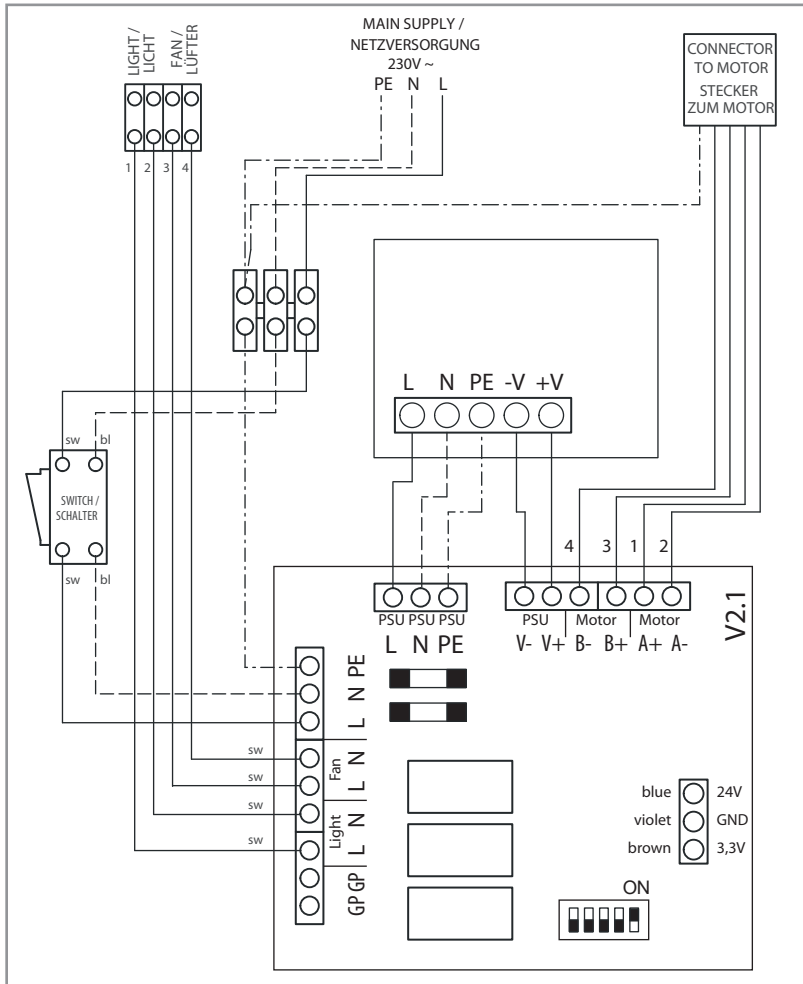 LIGHT /
LICHT
FAN /
LÜFTER
MAIN SUPPLY /
NETZVERSORGUNG
230V ~
PE N L
CONNECTOR
TO MOTOR
STECKER
ZUM MOTOR
1 2 3 4
L N PE -V +V
sw bl
SWITCH /
SCHALTER
sw bl
4 3 1 2
PSU PSU PSU
L N PE
PSU Motor Motor
V- V+ B- B+ A+ A-
V2.1
PE
N
L
sw N
Fan
sw L
sw N
Light
sw L
GP GP
blue 24V
violet GND
brown 3,3V
ON